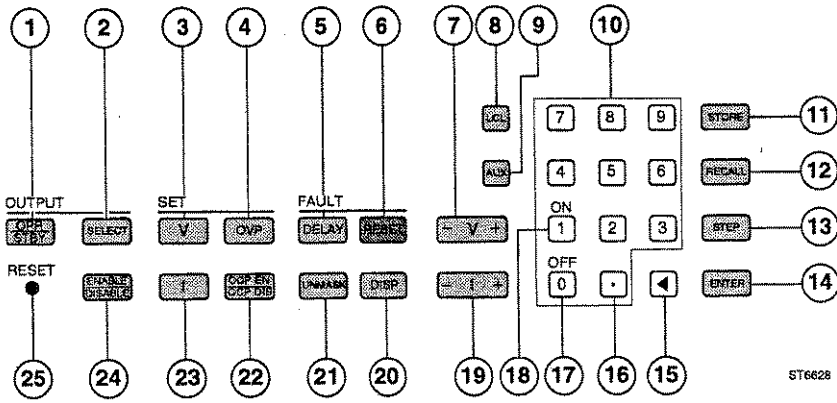 1 2 3 4 5 6 7 8 9 10
LCL 7 8 9 STORE 11
AUX 4 5 6 RECALL 12
OUTPUT SET FAULT ON
OPR STBY SELECT V OVP DELAY RESET - V + 1 2 3 STEP 13
RESET OFF
ENABLE DISABLE I OCP EN OCP DIS UNMASK DISP - I + 0 . ◀ ENTER 14
25 24 23 22 21 20 19 18 17 16 15
ST6628